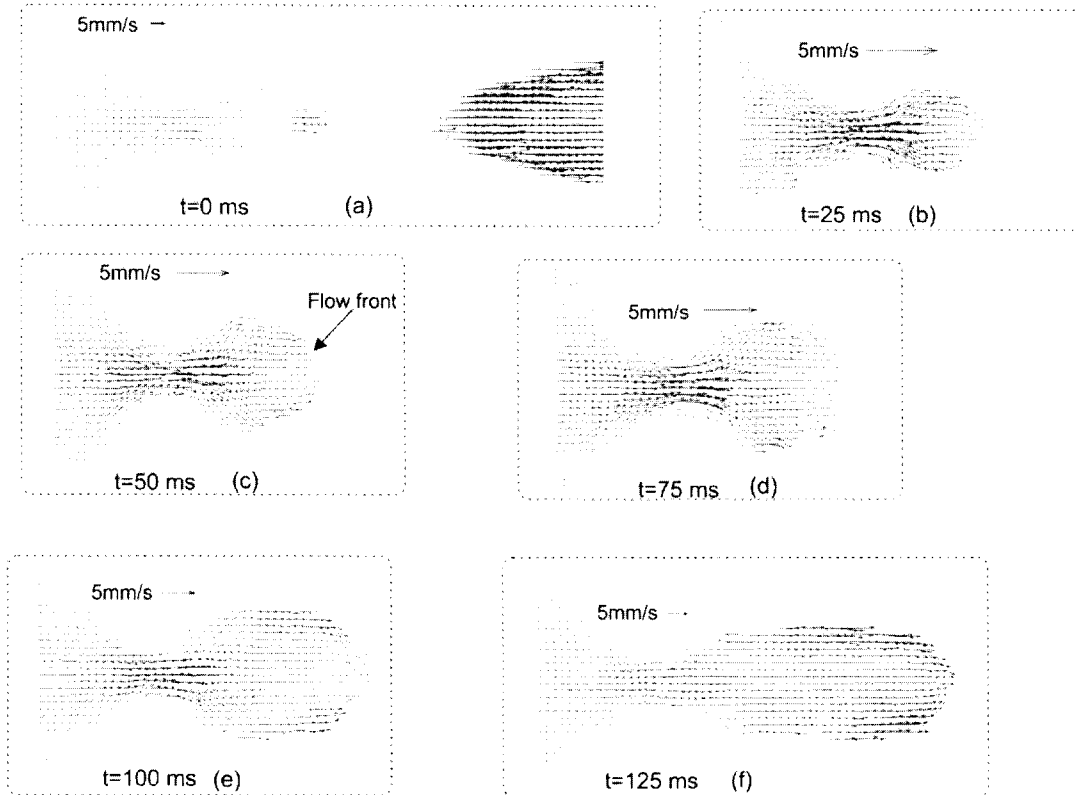 5mm/s
t=0 ms (a)
5mm/s
t=25 ms (b)
5mm/s
Flow front
t=50 ms (c)
5mm/s
t=75 ms (d)
5mm/s
t=100 ms (e)
5mm/s
t=125 ms (f)